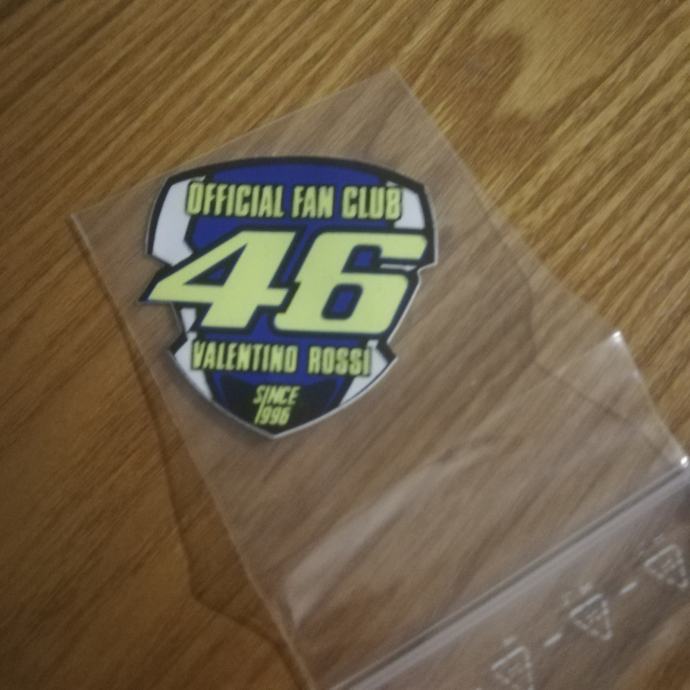 OFFICIAL FAN CLUB
46
VALENTINO ROSSI
SINCE
1996